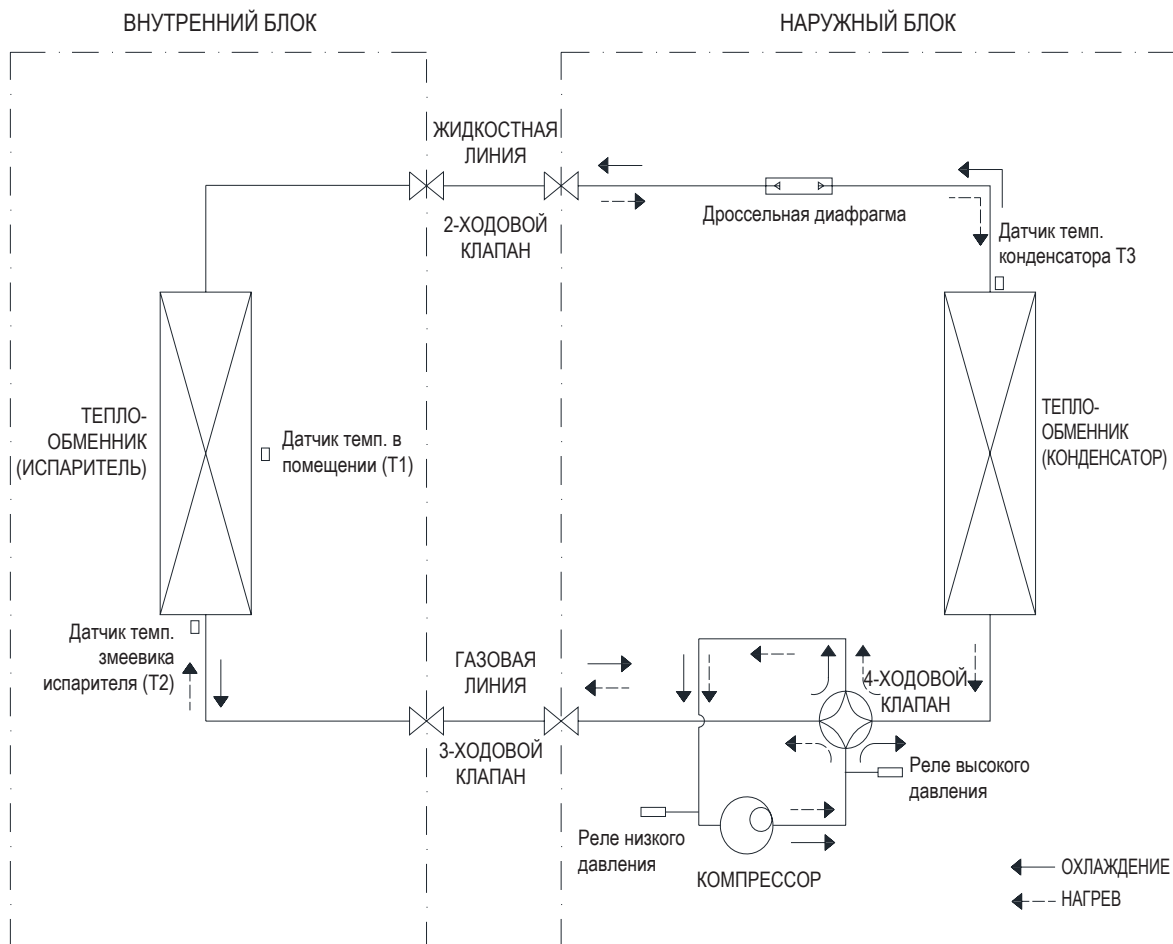 ВНУТРЕННИЙ БЛОК
НАРУЖНЫЙ БЛОК
ЖИДКОСТНАЯ
ЛИНИЯ
2-ХОДОВОЙ
КЛАПАН
Дроссельная диафрагма
Датчик темп.
конденсатора T3
ТЕПЛО-
ОБМЕННИК
(ИСПАРИТЕЛЬ)
Датчик темп. в
помещении (T1)
ТЕПЛО-
ОБМЕННИК
(КОНДЕНСАТОР)
Датчик темп.
змеевика
испарителя (T2)
ГАЗОВАЯ
ЛИНИЯ
3-ХОДОВОЙ
КЛАПАН
4-ХОДОВОЙ
КЛАПАН
Реле высокого
давления
Реле низкого
давления
КОМПРЕССОР
ОХЛАЖДЕНИЕ
НАГРЕВ